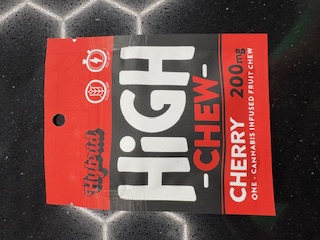 Hybrid
HiGH
-CHEW-
CHERRY 200mg
ONE - CANNABIS INFUSED FRUIT CHEW